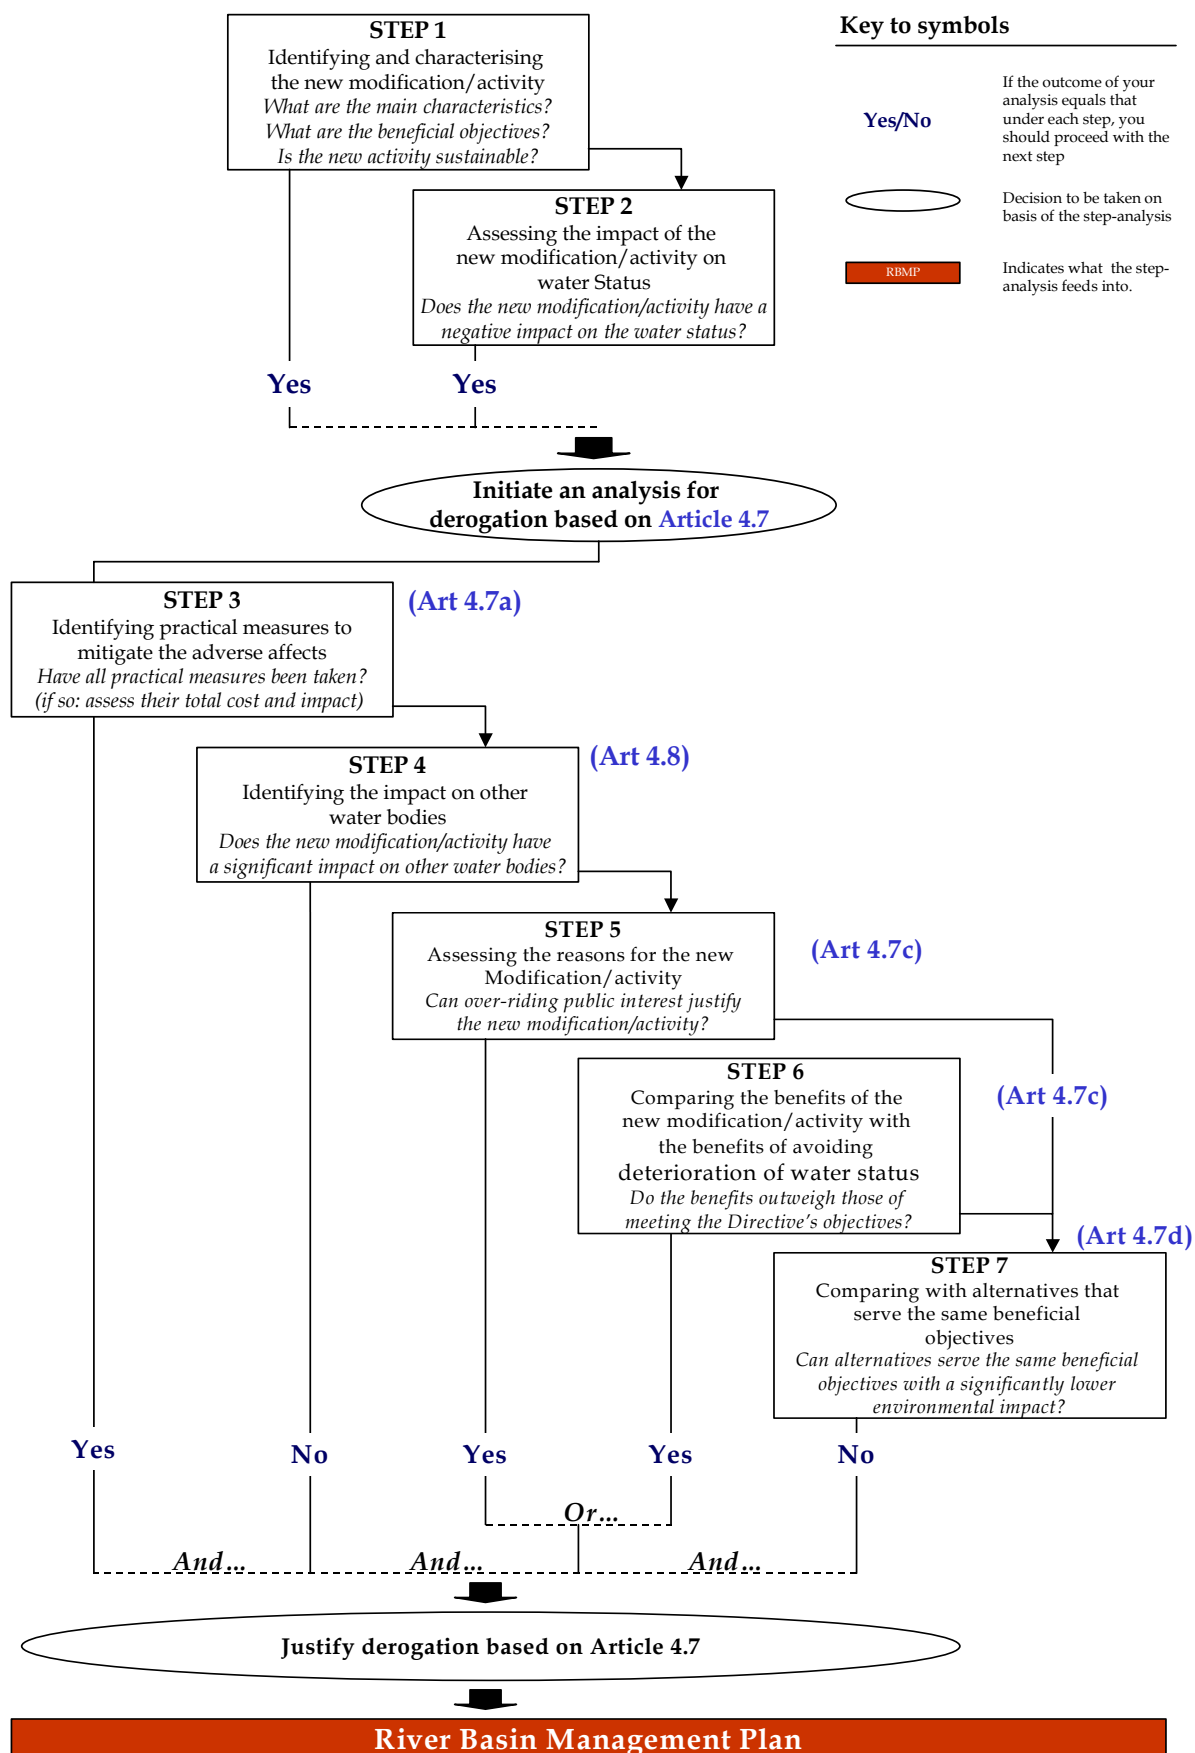 STEP 1
Identifying and characterising
the new modification/activity
What are the main characteristics?
What are the beneficial objectives?
Is the new activity sustainable?
Key to symbols
Yes/No
If the outcome of your
analysis equals that
under each step, you
should proceed with the
next step
Decision to be taken on
basis of the step-analysis
RBMP
Indicates what the step-
analysis feeds into.
STEP 2
Assessing the impact of the
new modification/activity on
water Status
Does the new modification/activity have a
negative impact on the water status?
Yes
Yes
Initiate an analysis for
derogation based on Article 4.7
STEP 3
Identifying practical measures to
mitigate the adverse affects
Have all practical measures been taken?
(if so: assess their total cost and impact)
(Art 4.7a)
STEP 4
Identifying the impact on other
water bodies
Does the new modification/activity have
a significant impact on other water bodies?
(Art 4.8)
STEP 5
Assessing the reasons for the new
Modification/activity
Can over-riding public interest justify
the new modification/activity?
(Art 4.7c)
STEP 6
Comparing the benefits of the
new modification/activity with
the benefits of avoiding
deterioration of water status
Do the benefits outweigh those of
meeting the Directive's objectives?
(Art 4.7c)
(Art 4.7d)
STEP 7
Comparing with alternatives that
serve the same beneficial
objectives
Can alternatives serve the same beneficial
objectives with a significantly lower
environmental impact?
Yes
No
Yes
Yes
No
Or...
And...
And...
And...
Justify derogation based on Article 4.7
River Basin Management Plan